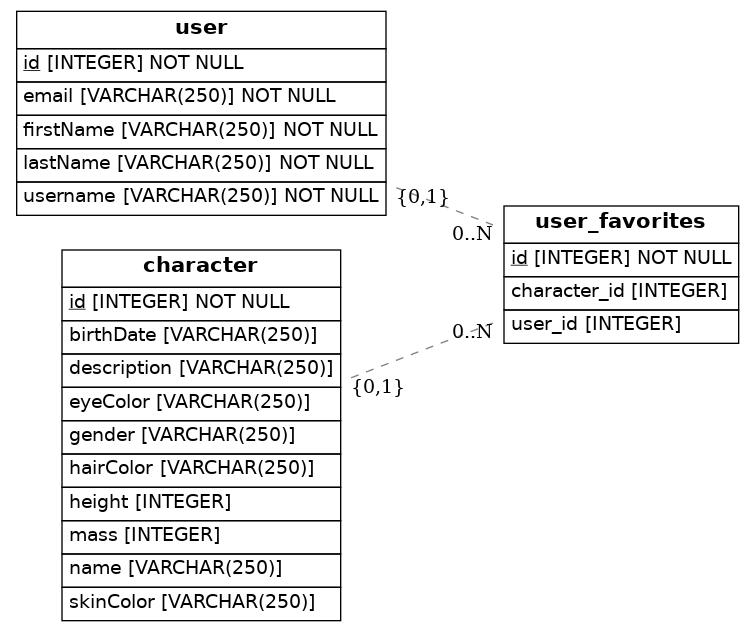 user
id [INTEGER] NOT NULL
email [VARCHAR(250)] NOT NULL
firstName [VARCHAR(250)] NOT NULL
lastName [VARCHAR(250)] NOT NULL
username [VARCHAR(250)] NOT NULL
{0,1}
0..N
user_favorites
id [INTEGER] NOT NULL
character_id [INTEGER]
user_id [INTEGER]
0..N
{0,1}
character
id [INTEGER] NOT NULL
birthDate [VARCHAR(250)]
description [VARCHAR(250)]
eyeColor [VARCHAR(250)]
gender [VARCHAR(250)]
hairColor [VARCHAR(250)]
height [INTEGER]
mass [INTEGER]
name [VARCHAR(250)]
skinColor [VARCHAR(250)]